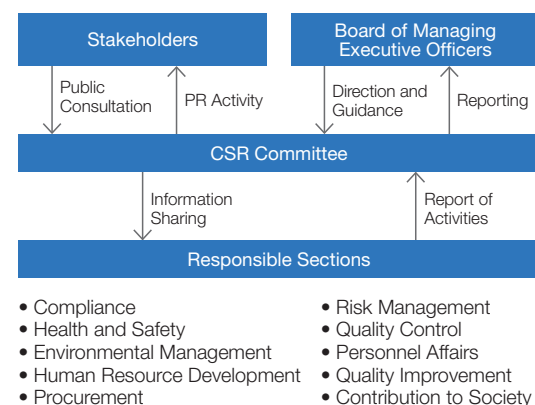 Stakeholders
Board of Managing
Executive Officers
Public
Consultation
PR Activity
Direction and
Guidance
Reporting
CSR Committee
Information
Sharing
Report of
Activities
Responsible Sections
• Compliance
• Health and Safety
• Environmental Management
• Human Resource Development
• Procurement
• Risk Management
• Quality Control
• Personnel Affairs
• Quality Improvement
• Contribution to Society